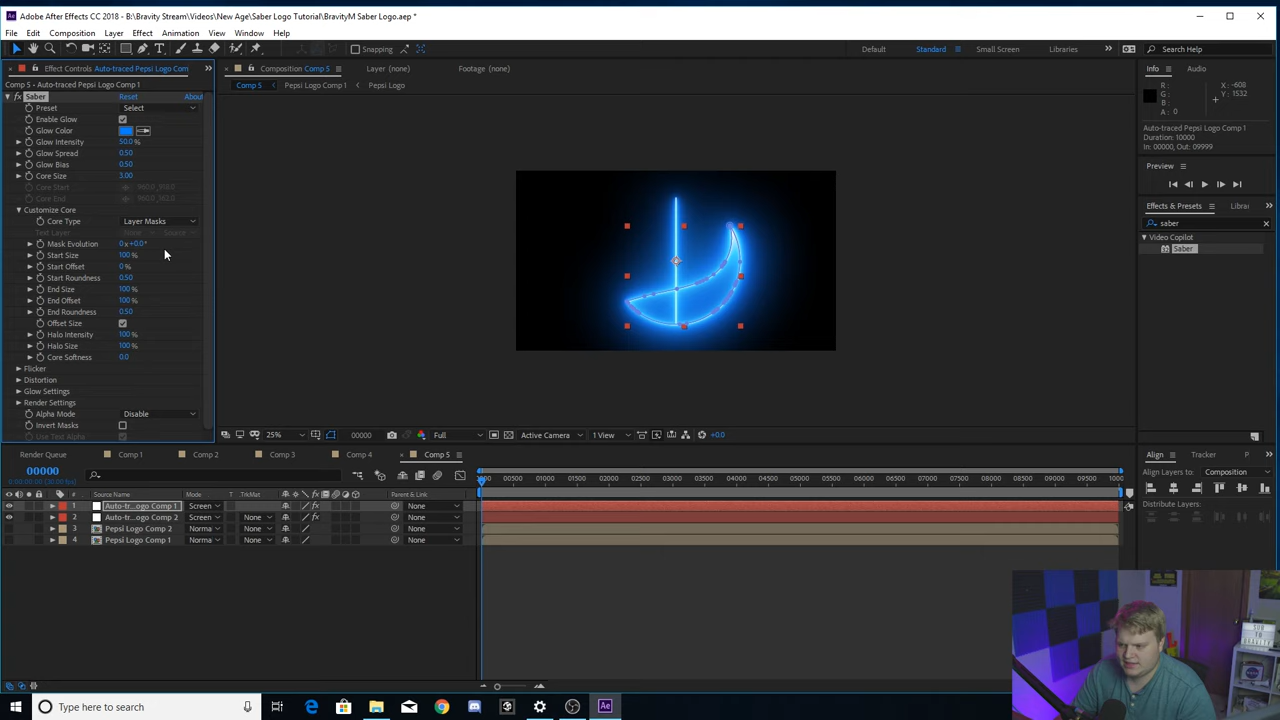 Adobe After Effects CC 2018 - B:\Bravity Stream\Videos\New Age\Saber Logo Tutorial\BravityM Saber Logo.aep *
File Edit Composition Layer Effect Animation View Window Help
Snapping Default Standard Small Screen Libraries Search Help
Effect Controls Auto-traced Pepsi Logo Com
Composition Comp 5 Layer (none) Footage (none)
Info Audio
Comp 5 - Auto-traced Pepsi Logo Comp 1
Comp 5 Pepsi Logo Comp 1 Pepsi Logo
Saber Reset About
Preset Select
Enable Glow
Glow Color
Glow Intensity 50.0 %
Glow Spread 0.50
Glow Bias 0.50
Core Size 3.00
Core Start 960.0, 918.0
Core End 960.0, 162.0
Customize Core
Core Type Layer Masks
Text Layer None Source
Mask Evolution 0 x +0.0 °
Start Size 100 %
Start Offset 0 %
Start Roundness 0.50
End Size 100 %
End Offset 100 %
End Roundness 0.50
Offset Size
Halo Intensity 100 %
Halo Size 100 %
Core Softness 0.0
Flicker
Distortion
Glow Settings
Render Settings
Alpha Mode Disable
Invert Masks
Use Text Alpha
R :
G :
B :
A : 0
X : -608
Y : 1532
Auto-traced Pepsi Logo Comp 1
Duration: 10000
In: 00000, Out: 09999
Preview
Effects & Presets Librar
saber
Video Copilot
Saber
25% 00000 Full Active Camera 1 View +0.0
Render Queue Comp 1 Comp 2 Comp 3 Comp 4 Comp 5
00000
0:00:00:00 (30.00 fps)
# Source Name Mode T TrkMat Parent & Link
1 Auto-tr...ogo Comp 1 Screen None
2 Auto-tr...ogo Comp 2 Screen None None
3 Pepsi Logo Comp 2 Norma None None
4 Pepsi Logo Comp 1 Norma None None
00500 01000 01500 02000 02500 03000 03500 04000 04500 05000 05500 06000 06500 07000 07500 08000 08500 09000 09500 1000
Align Tracker P
Align Layers to: Composition
Distribute Layers:
SUB TO BRAVITY
Type here to search
Ae